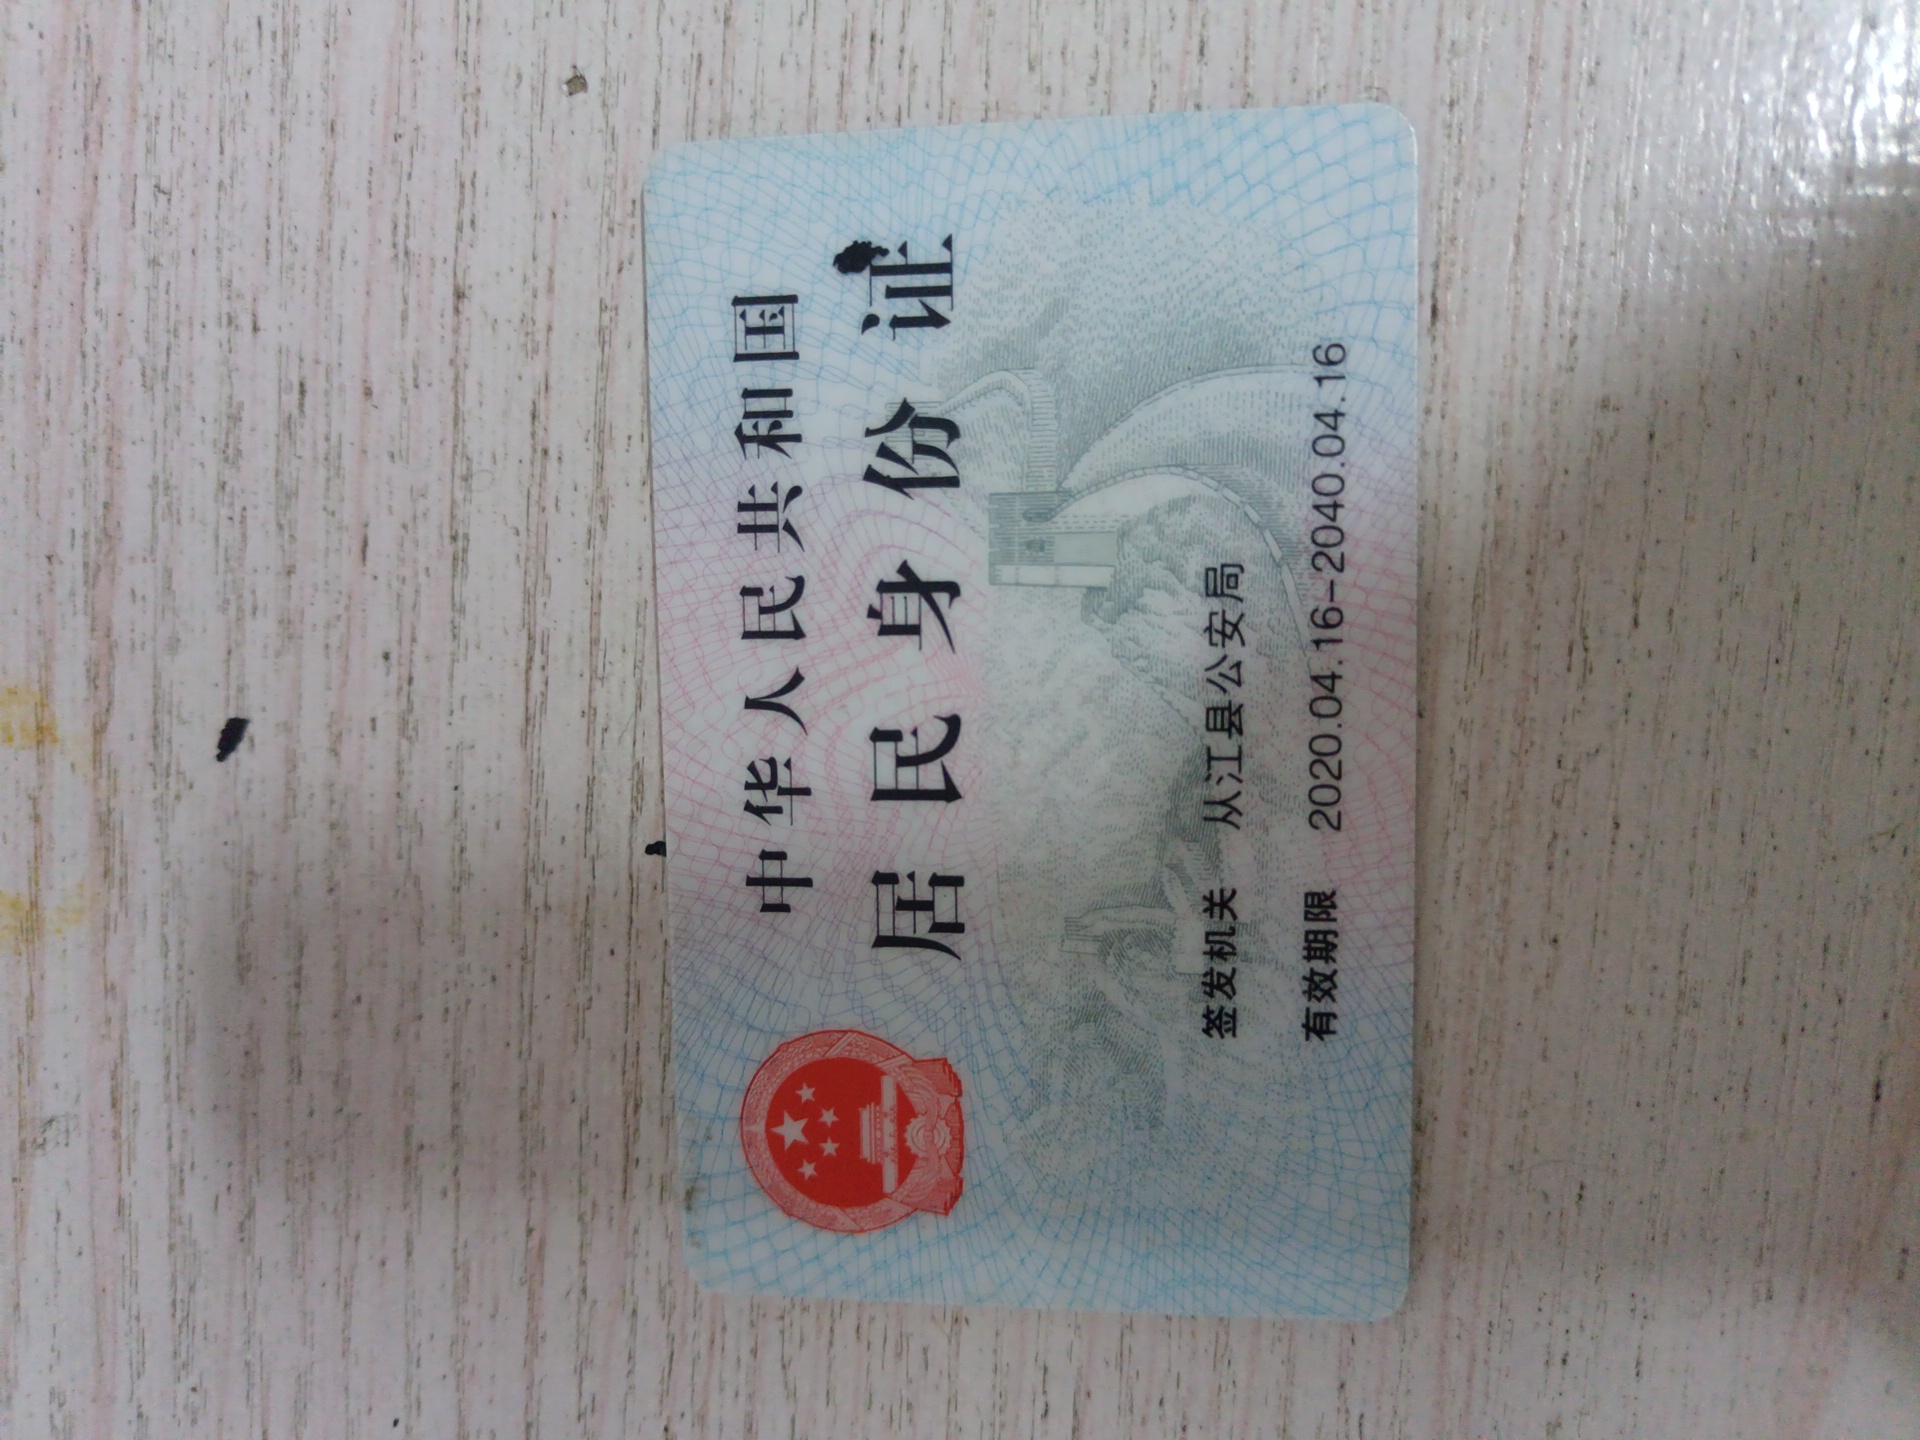 中华人民共和国
居民身份证
签发机关 从江县公安局
有效期限 2020.04.16-2040.04.16